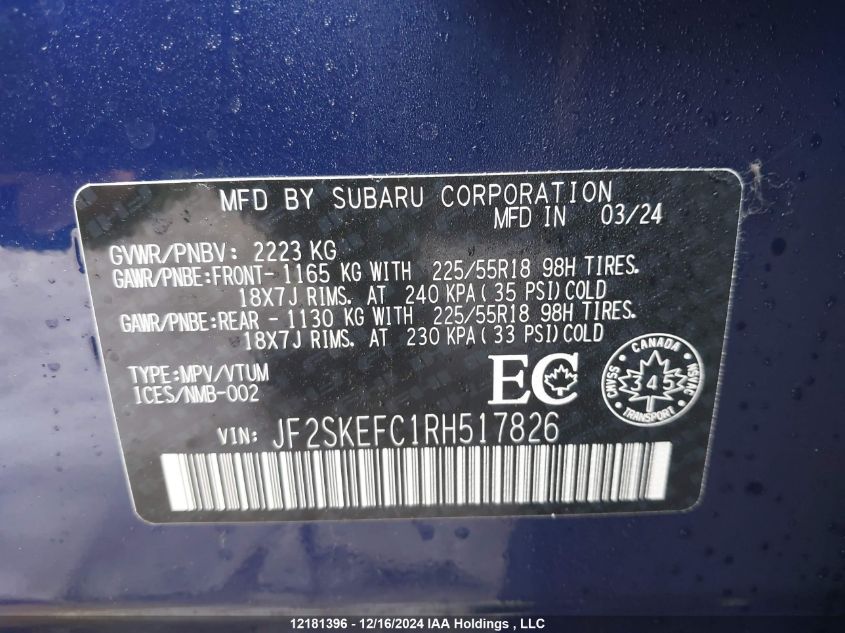 MFD BY SUBARU CORPORATION
MFD IN 03/24
GVWR/PNBV: 2223 KG
GAWR/PNBE:FRONT- 1165 KG WITH 225/55R18 98H TIRES.
18X7J RIMS. AT 240 KPA(35 PSI)COLD
GAWR/PNBE:REAR - 1130 KG WITH 225/55R18 98H TIRES.
18X7J RIMS. AT 230 KPA(33 PSI)COLD
TYPE:MPV/VTUM
ICES/NMB-002
EC
CANADA
CMVSS
345
NSVAC
TRANSPORT
VIN: JF2SKEFC1RH517826
12181396 - 12/16/2024 IAA Holdings , LLC